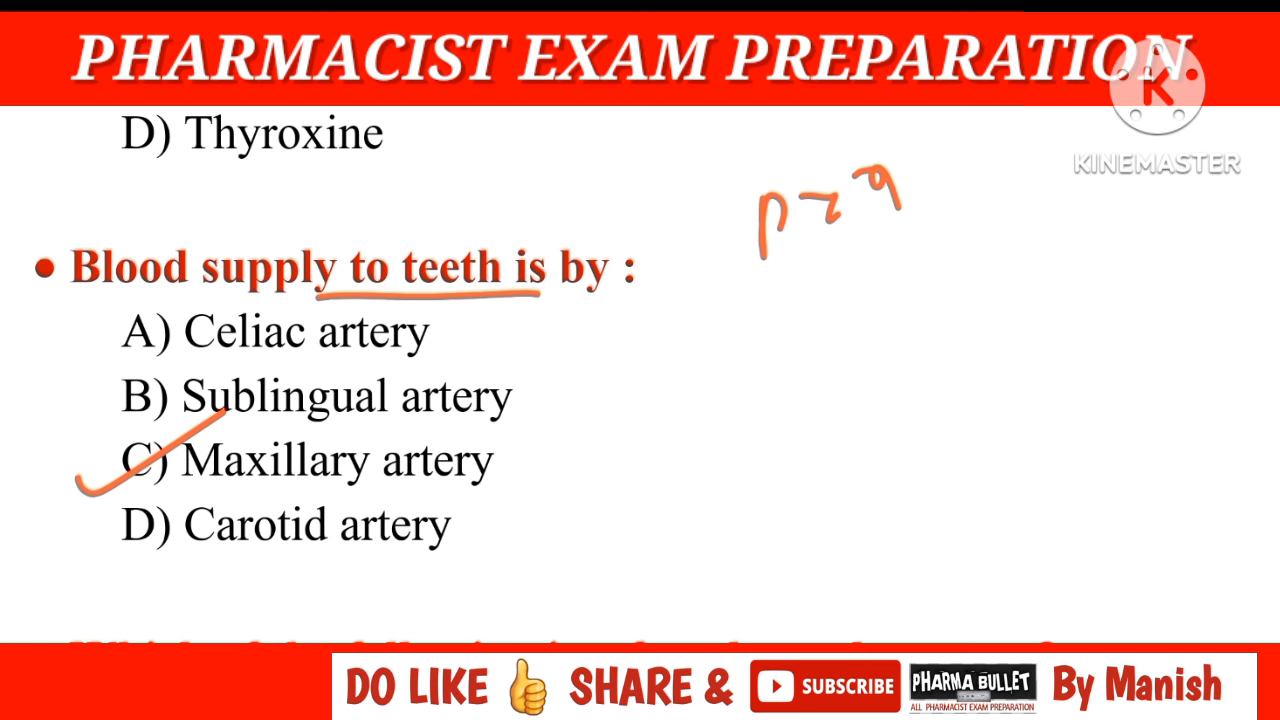 PHARMACIST EXAM PREPARATION
KINEMASTER
D) Thyroxine
• Blood supply to teeth is by :
A) Celiac artery
B) Sublingual artery
C) Maxillary artery
D) Carotid artery
DO LIKE SHARE & SUBSCRIBE PHARMA BULLET By Manish
ALL PHARMACIST EXAM PREPARATION